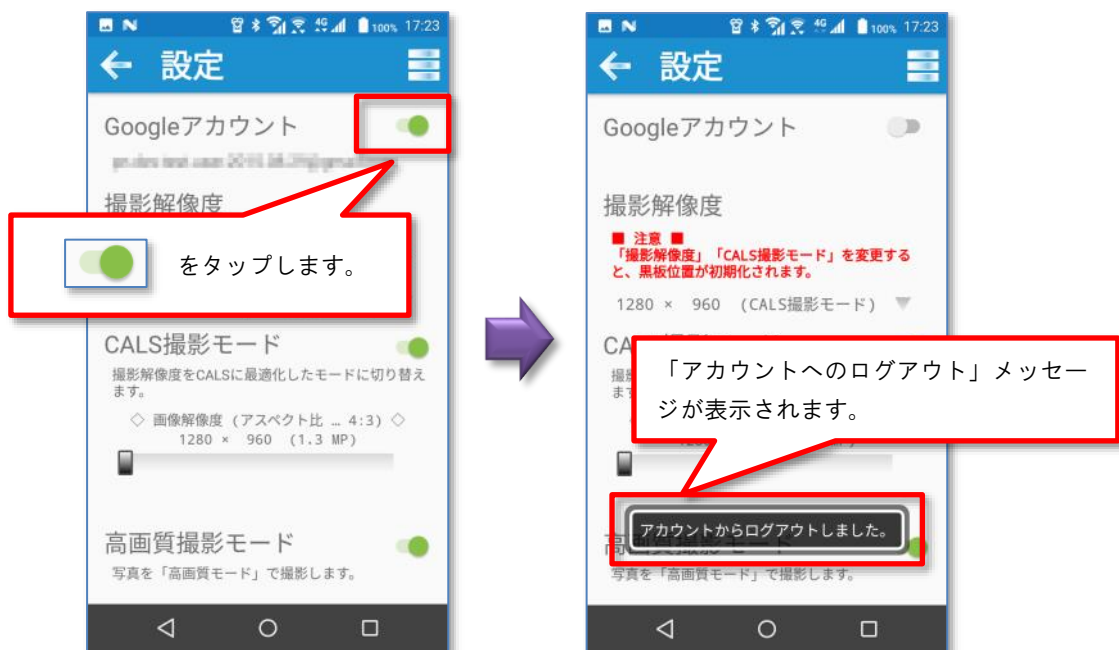 100% 17:23
設定
Googleアカウント
撮影解像度
をタップします。
CALS撮影モード
撮影解像度をCALSに最適化したモードに切り替え
ます。
◇ 画像解像度 (アスペクト比 … 4:3) ◇
1280 × 960 (1.3 MP)
高画質撮影モード
写真を「高画質モード」で撮影します。
4G 100% 17:23
設定
Googleアカウント
撮影解像度
■ 注意 ■
「撮影解像度」「CALS撮影モード」を変更する
と、黒板位置が初期化されます。
1280 × 960 (CALS撮影モード)
CA
「アカウントへのログアウト」メッセー
ジが表示されます。
アカウントからログアウトしました。
写真を「高画質モード」で撮影します。